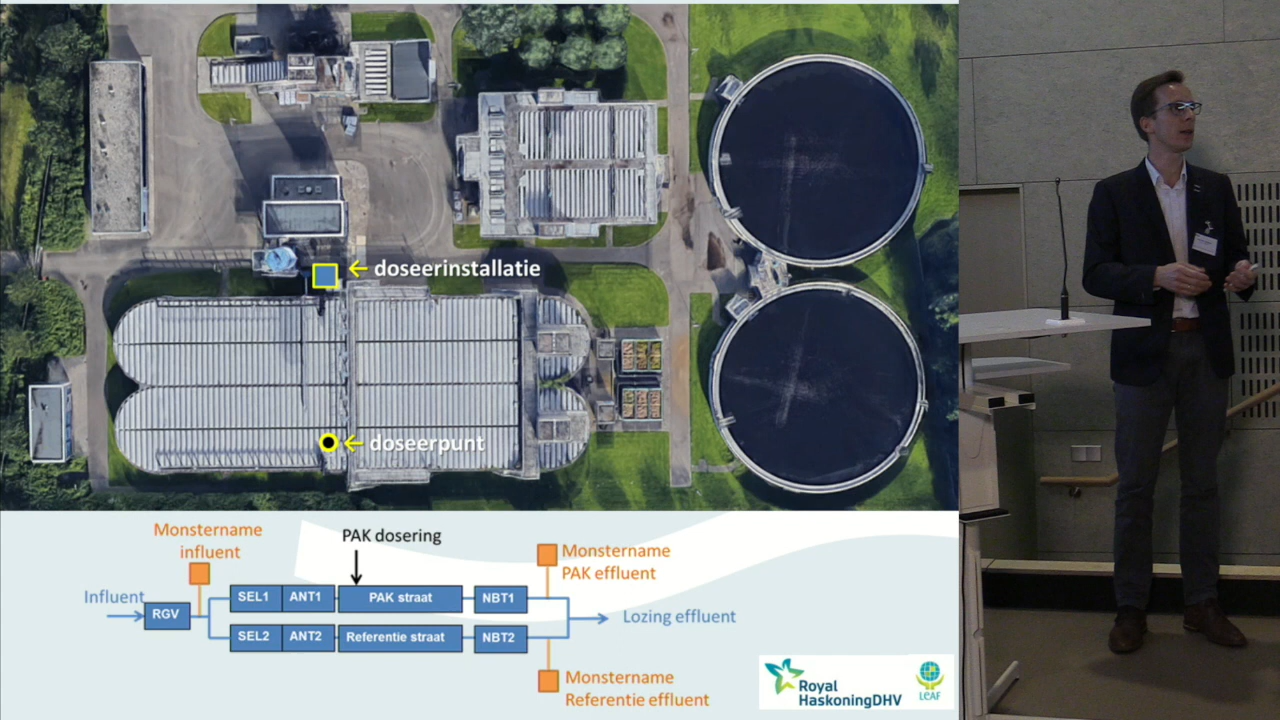 doseerinstallatie
doseerpunt
Monstername
influent
PAK dosering
Monstername
PAK effluent
Influent
RGV
SEL1
ANT1
PAK straat
NBT1
Lozing effluent
SEL2
ANT2
Referentie straat
NBT2
Monstername
Referentie effluent
Royal
HaskoningDHV
LeAF